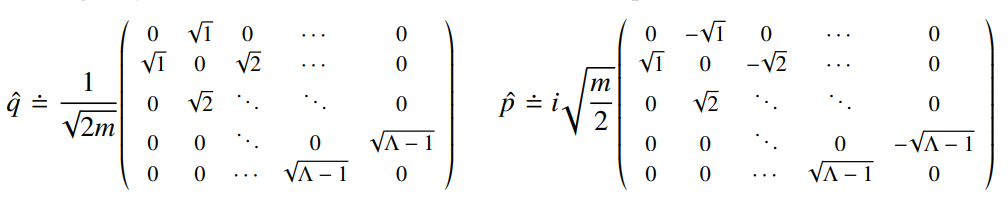 q̂ ≐ 1/√2m ( 0 √1 0 ⋯ 0
√1 0 √2 ⋯ 0
0 √2 ⋱ ⋱ 0
0 0 ⋱ 0 √Λ − 1
0 0 ⋯ √Λ − 1 0 )
p̂ ≐ i√m/2 ( 0 −√1 0 ⋯ 0
√1 0 −√2 ⋯ 0
0 √2 ⋱ ⋱ 0
0 0 ⋱ 0 −√Λ − 1
0 0 ⋯ √Λ − 1 0 )